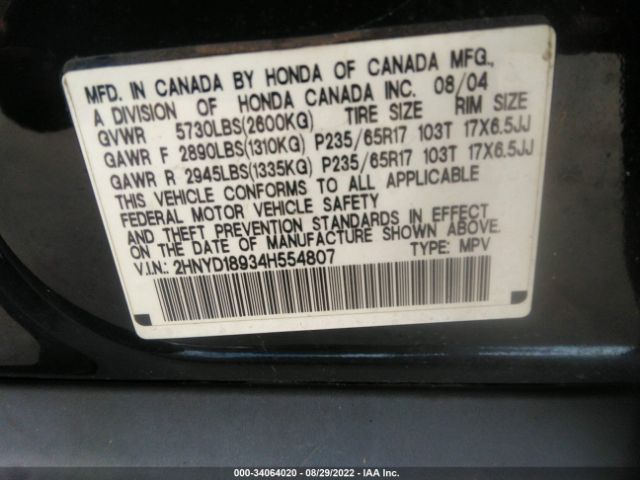 MFD. IN CANADA BY HONDA OF CANADA MFG.,
A DIVISION OF HONDA CANADA INC. 08/04
GVWR 5730LBS(2600KG) TIRE SIZE RIM SIZE
GAWR F 2890LBS(1310KG) P235/65R17 103T 17X6.5JJ
GAWR R 2945LBS(1335KG) P235/65R17 103T 17X6.5JJ
THIS VEHICLE CONFORMS TO ALL APPLICABLE
FEDERAL MOTOR VEHICLE SAFETY
AND THEFT PREVENTION STANDARDS IN EFFECT
ON THE DATE OF MANUFACTURE SHOWN ABOVE.
V.I.N.: 2HNYD18934H554807 TYPE: MPV
000-34064020 - 08/29/2022 - IAA Inc.